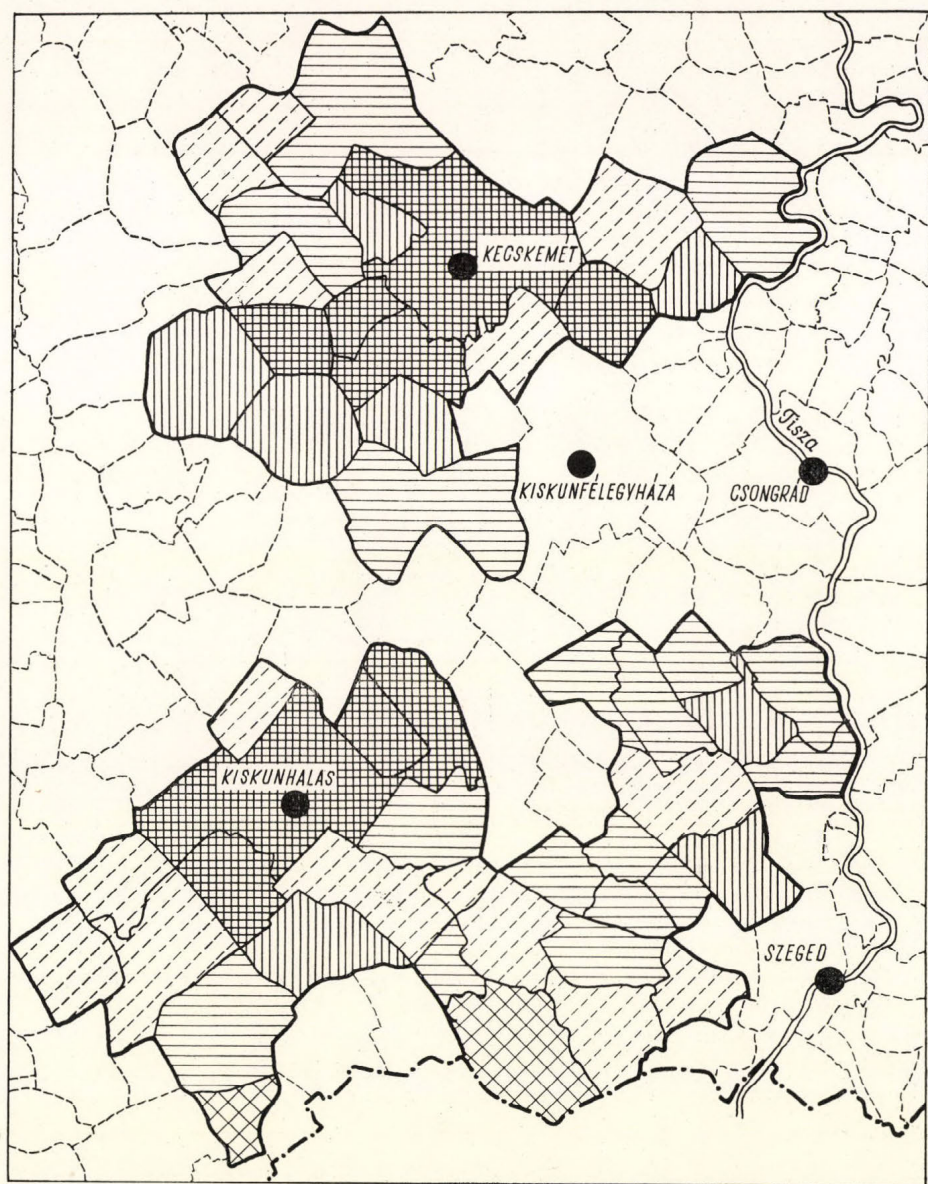 KECSKEMÉT
Tisza
KISKUNFÉLEGYHÁZA
CSONGRÁD
KISKUNHALAS
SZEGED